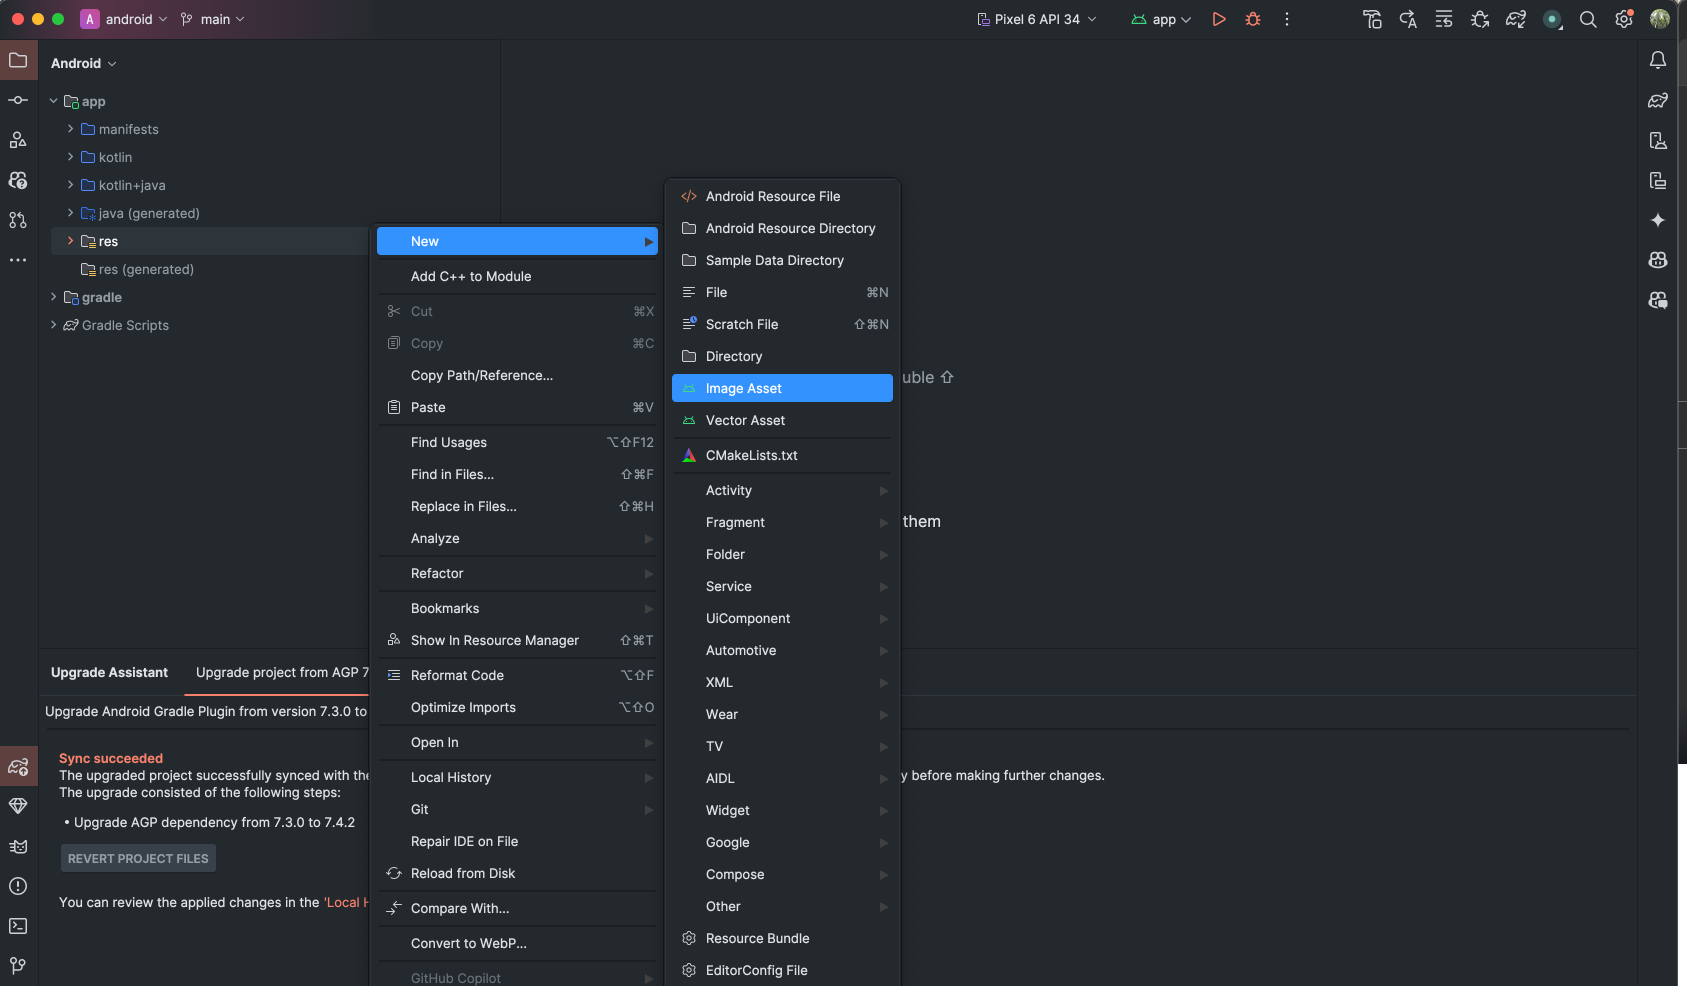 A android main
Pixel 6 API 34 app
Android
app
manifests
kotlin
kotlin+java
java (generated)
res
res (generated)
gradle
Gradle Scripts
New
Add C++ to Module
Cut ⌘X
Copy ⌘C
Copy Path/Reference...
Paste ⌘V
Find Usages ⌥⇧F12
Find in Files... ⇧⌘F
Replace in Files... ⇧⌘H
Analyze
Refactor
Bookmarks
Show In Resource Manager ⇧⌘T
Reformat Code ⌥⇧F
Optimize Imports ⌥⇧O
Open In
Local History
Git
Repair IDE on File
Reload from Disk
Compare With...
Convert to WebP...
GitHub Copilot
Android Resource File
Android Resource Directory
Sample Data Directory
File ⌘N
Scratch File ⇧⌘N
Directory
Image Asset
Vector Asset
CMakeLists.txt
Activity
Fragment
Folder
Service
UiComponent
Automotive
XML
Wear
TV
AIDL
Widget
Google
Compose
Other
Resource Bundle
EditorConfig File
uble ⇧
them
Upgrade Assistant Upgrade project from AGP 7
Upgrade Android Gradle Plugin from version 7.3.0 to
Sync succeeded
The upgraded project successfully synced with the y before making further changes.
The upgrade consisted of the following steps:
• Upgrade AGP dependency from 7.3.0 to 7.4.2
REVERT PROJECT FILES
You can review the applied changes in the 'Local H